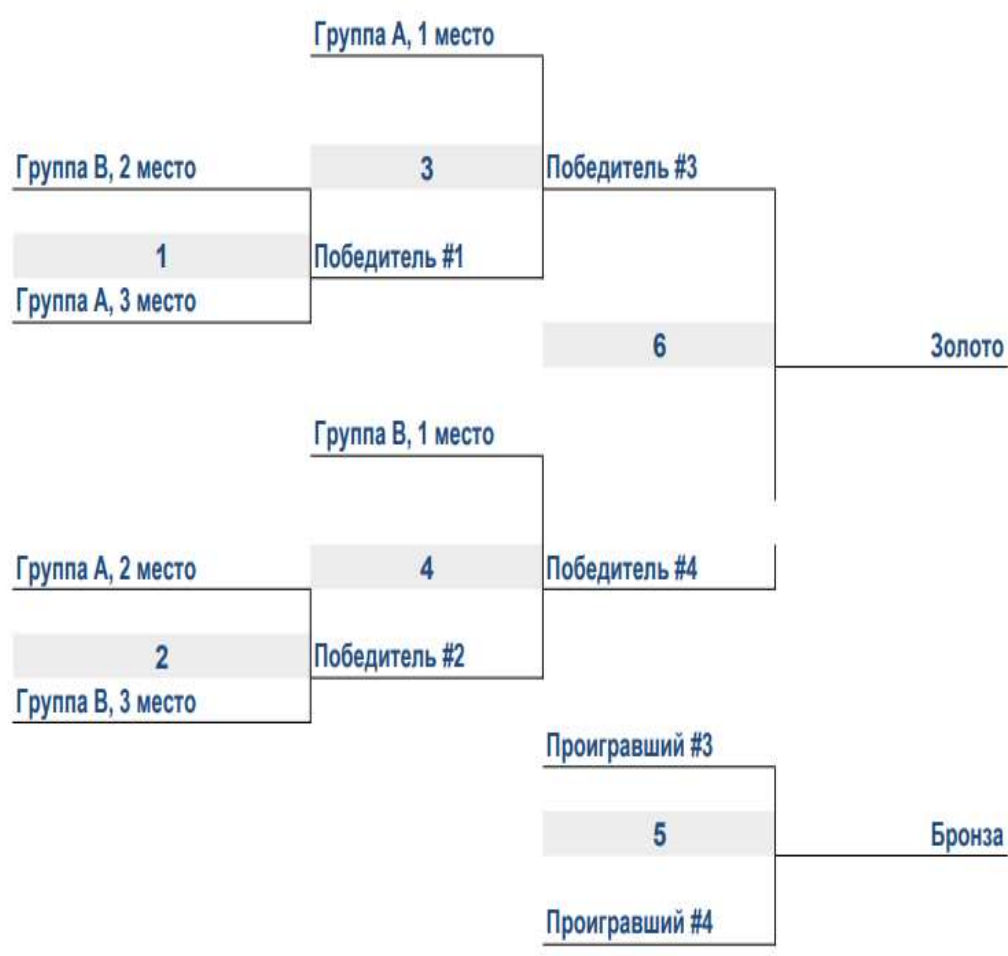 Группа А, 1 место
Группа В, 2 место
3
Победитель #3
1
Победитель #1
Группа А, 3 место
6
Золото
Группа В, 1 место
Группа А, 2 место
4
Победитель #4
2
Победитель #2
Группа В, 3 место
Проигравший #3
5
Бронза
Проигравший #4